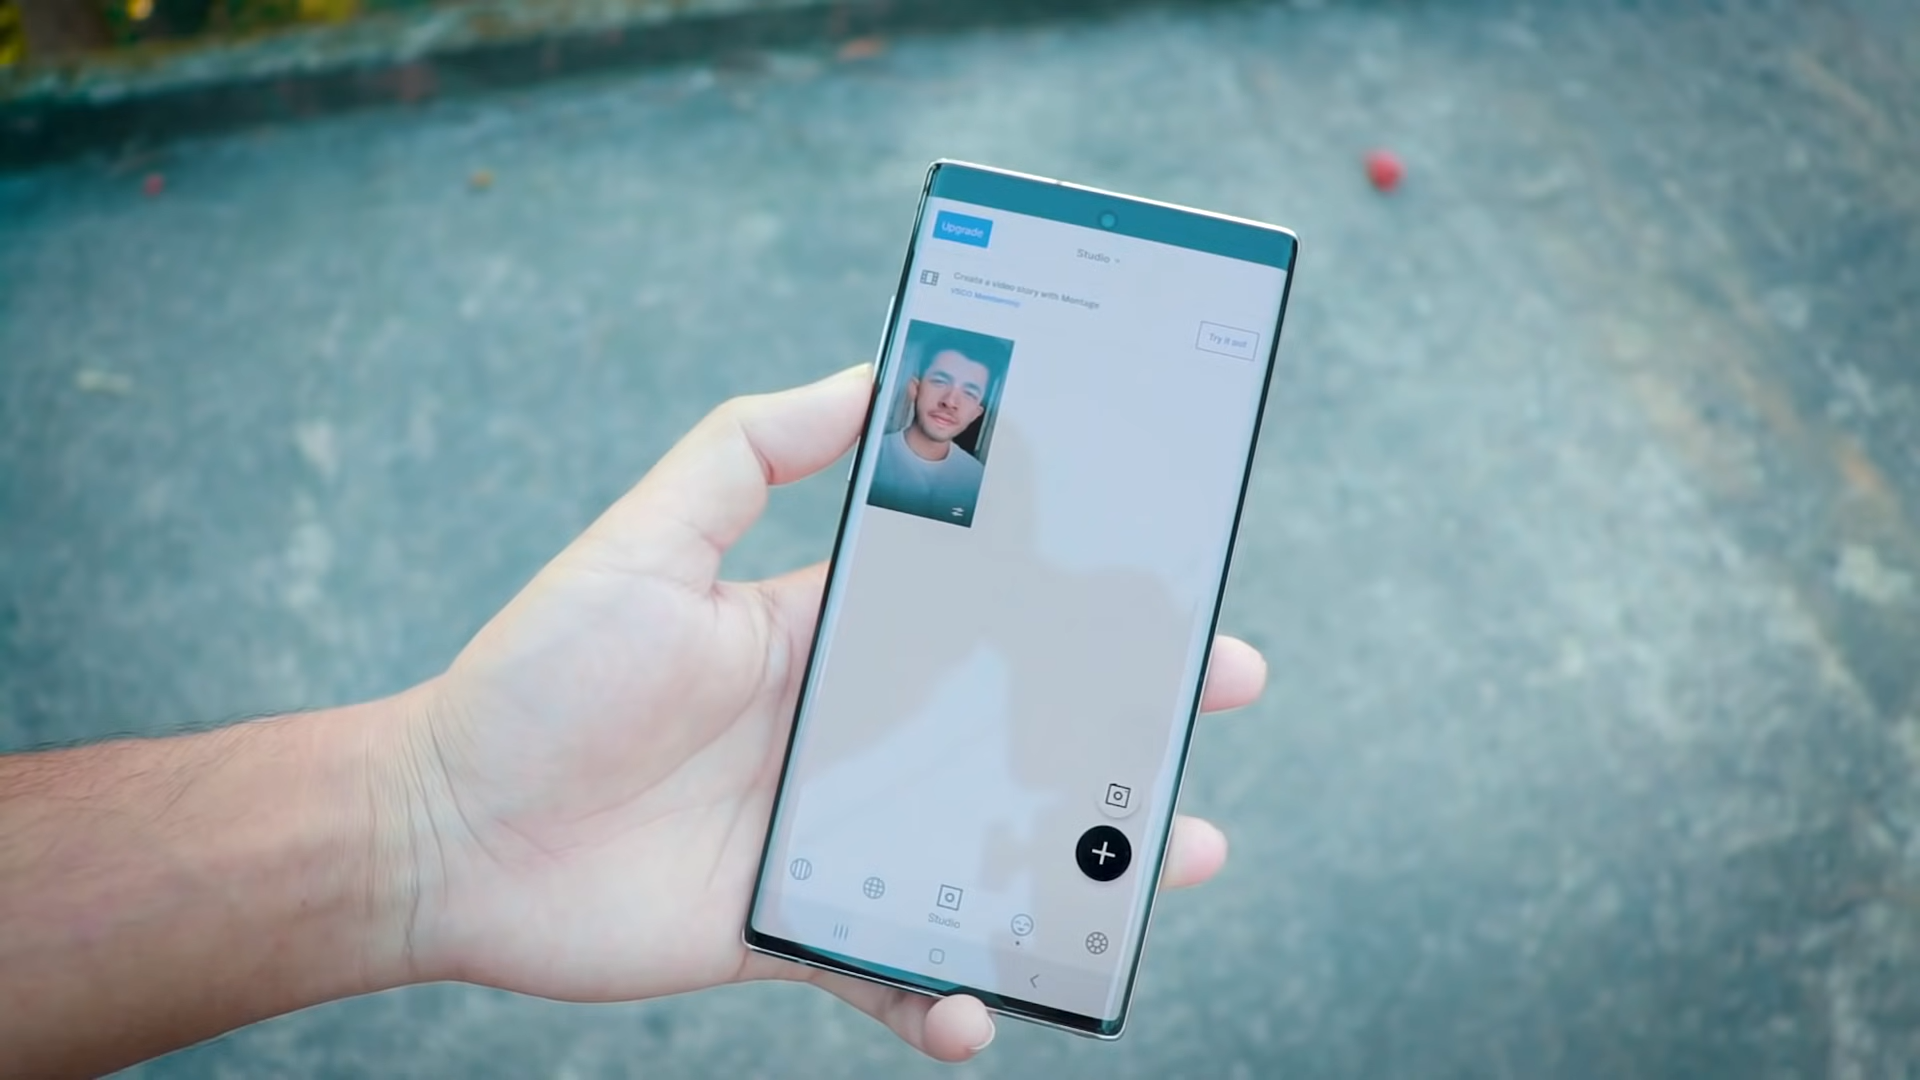 Upgrade
Studio
Create a video story with Montage
VSCO Membership
Try it out
Studio